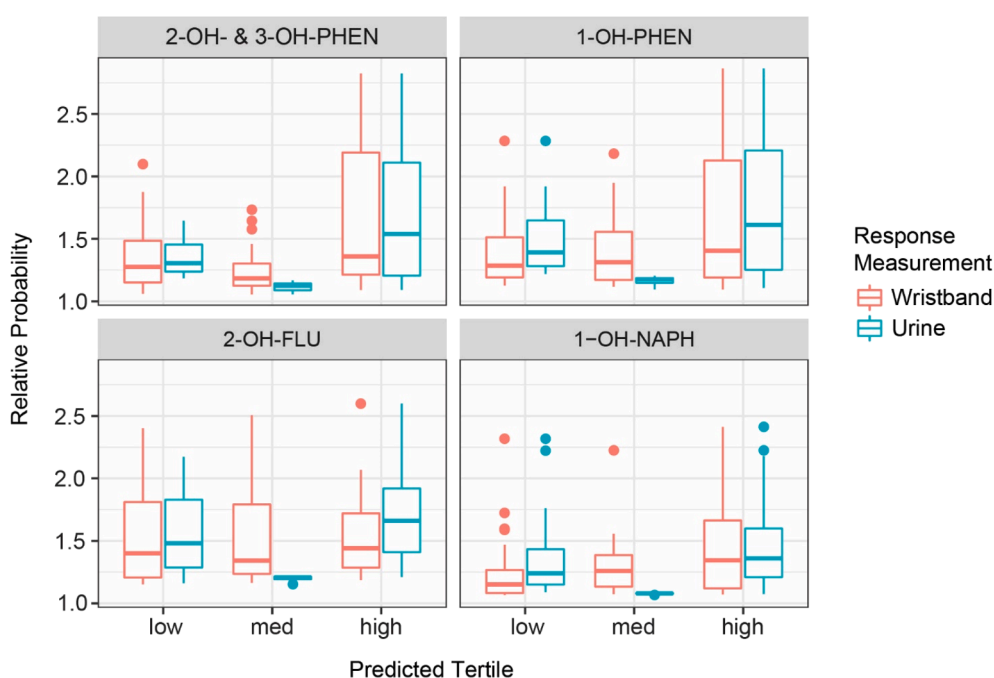 2-OH- & 3-OH-PHEN
1-OH-PHEN
2.5
2.0
1.5
1.0
2-OH-FLU
1−OH-NAPH
2.5
2.0
1.5
1.0
low
med
high
low
med
high
Relative Probability
Predicted Tertile
Response
Measurement
Wristband
Urine